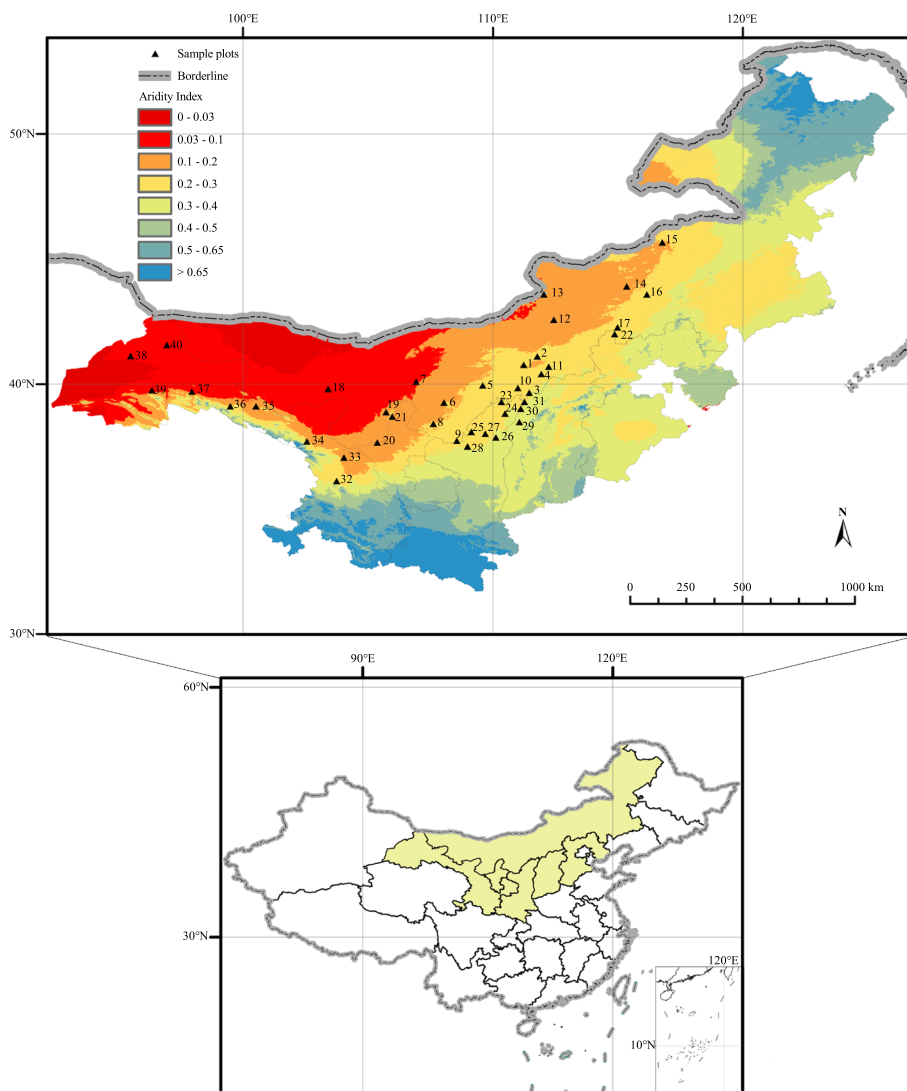 100°E 110°E 120°E
Sample plots
Borderline
Aridity Index
0 - 0.03
0.03 - 0.1
0.1 - 0.2
0.2 - 0.3
0.3 - 0.4
0.4 - 0.5
0.5 - 0.65
> 0.65
50°N
15
14
13
16
12
17
22
2
11
1
4
40
38
10
3
5
7
18
37
39
23
31
6
36
35
19
24
30
21
8
29
25
27
9
26
34
20
28
33
32
40°N
N
0 250 500 1000 km
30°N
90°E 120°E
60°N
30°N
120°E
10°N